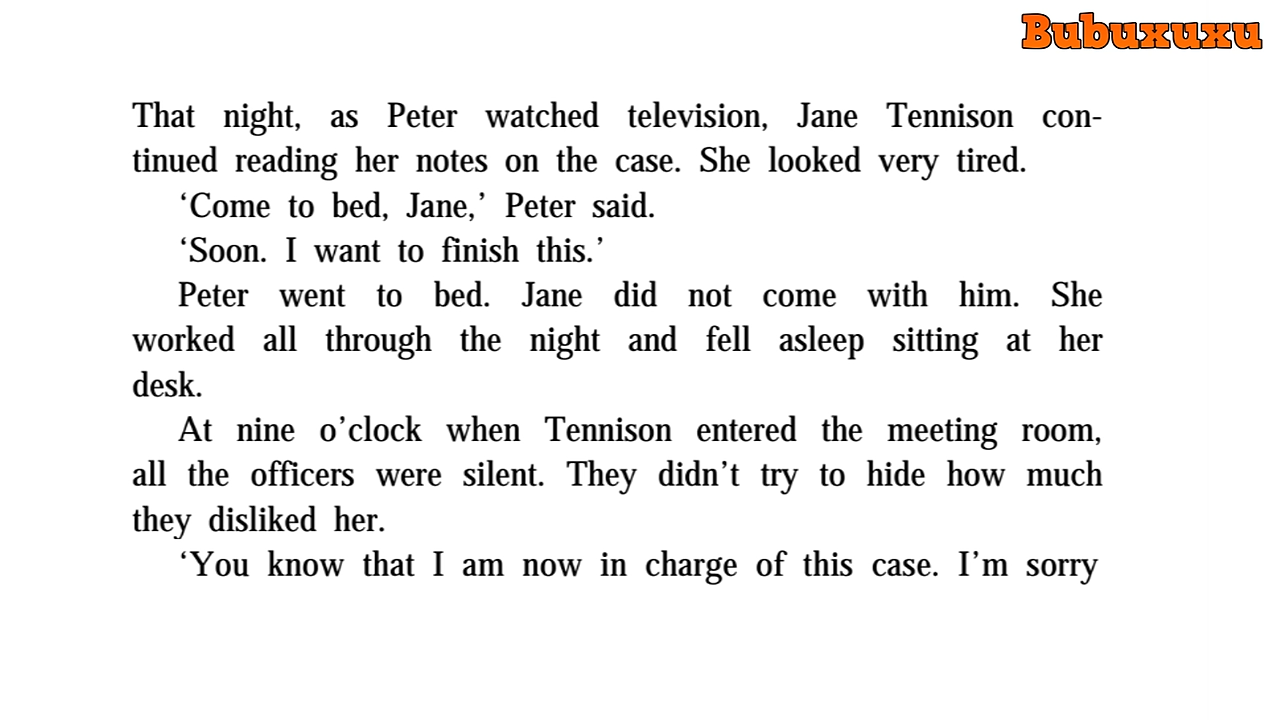 Bubuxuxu
That night, as Peter watched television, Jane Tennison con-
tinued reading her notes on the case. She looked very tired.
‘Come to bed, Jane,’ Peter said.
‘Soon. I want to finish this.’
Peter went to bed. Jane did not come with him. She
worked all through the night and fell asleep sitting at her
desk.
At nine o’clock when Tennison entered the meeting room,
all the officers were silent. They didn’t try to hide how much
they disliked her.
‘You know that I am now in charge of this case. I’m sorry